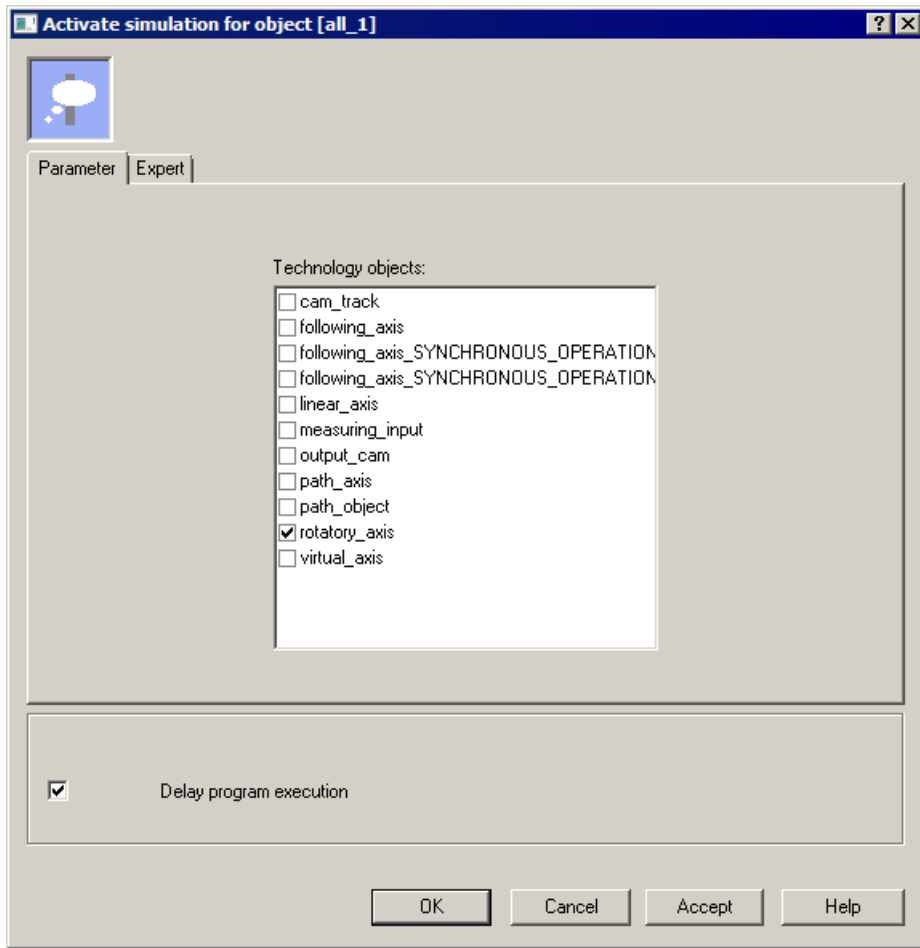 Activate simulation for object [all_1]
Parameter Expert
Technology objects:
cam_track
following_axis
following_axis_SYNCHRONOUS_OPERATION
following_axis_SYNCHRONOUS_OPERATION
linear_axis
measuring_input
output_cam
path_axis
path_object
rotatory_axis
virtual_axis
Delay program execution
OK Cancel Accept Help